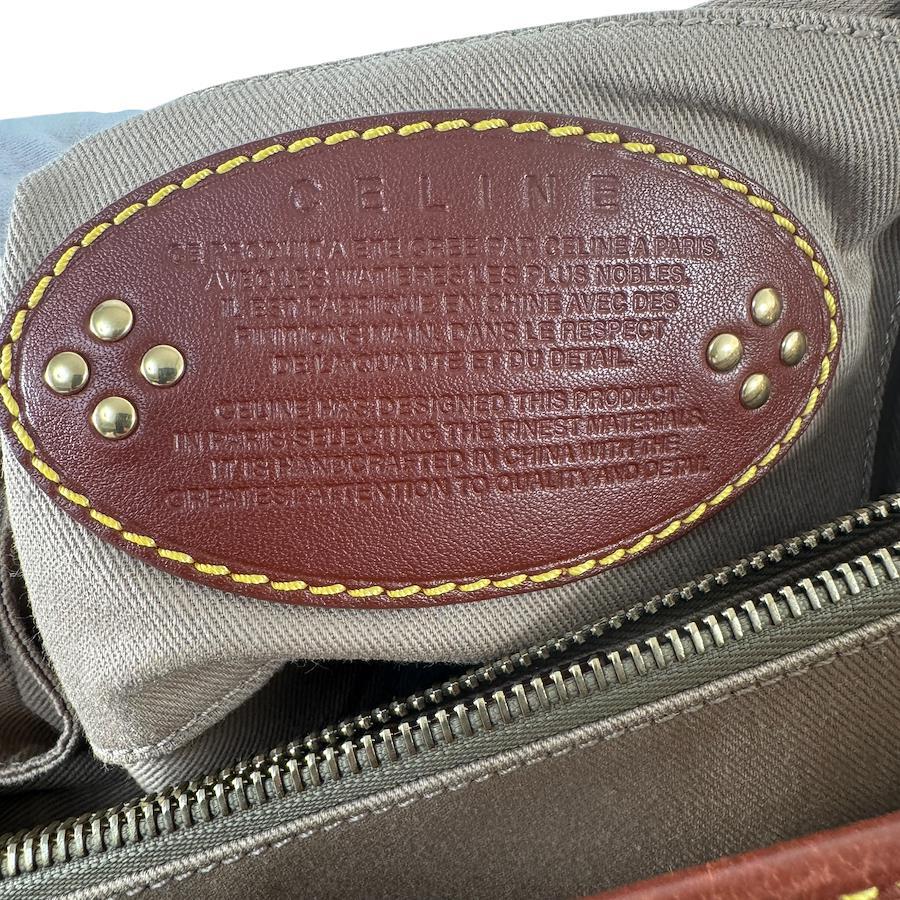 CELINE
CE PRODUIT A ETE CREE PAR CELINE A PARIS,
AVEC LES MATIERES LES PLUS NOBLES
IL EST FABRIQUE EN CHINE AVEC DES
FINITIONS MAIN, DANS LE RESPECT
DE LA QUALITE ET DU DETAIL.
CELINE HAS DESIGNED THIS PRODUCT
IN PARIS SELECTING THE FINEST MATERIALS.
IT IS HANDCRAFTED IN CHINA WITH THE
GREATEST ATTENTION TO QUALITY AND DETAIL